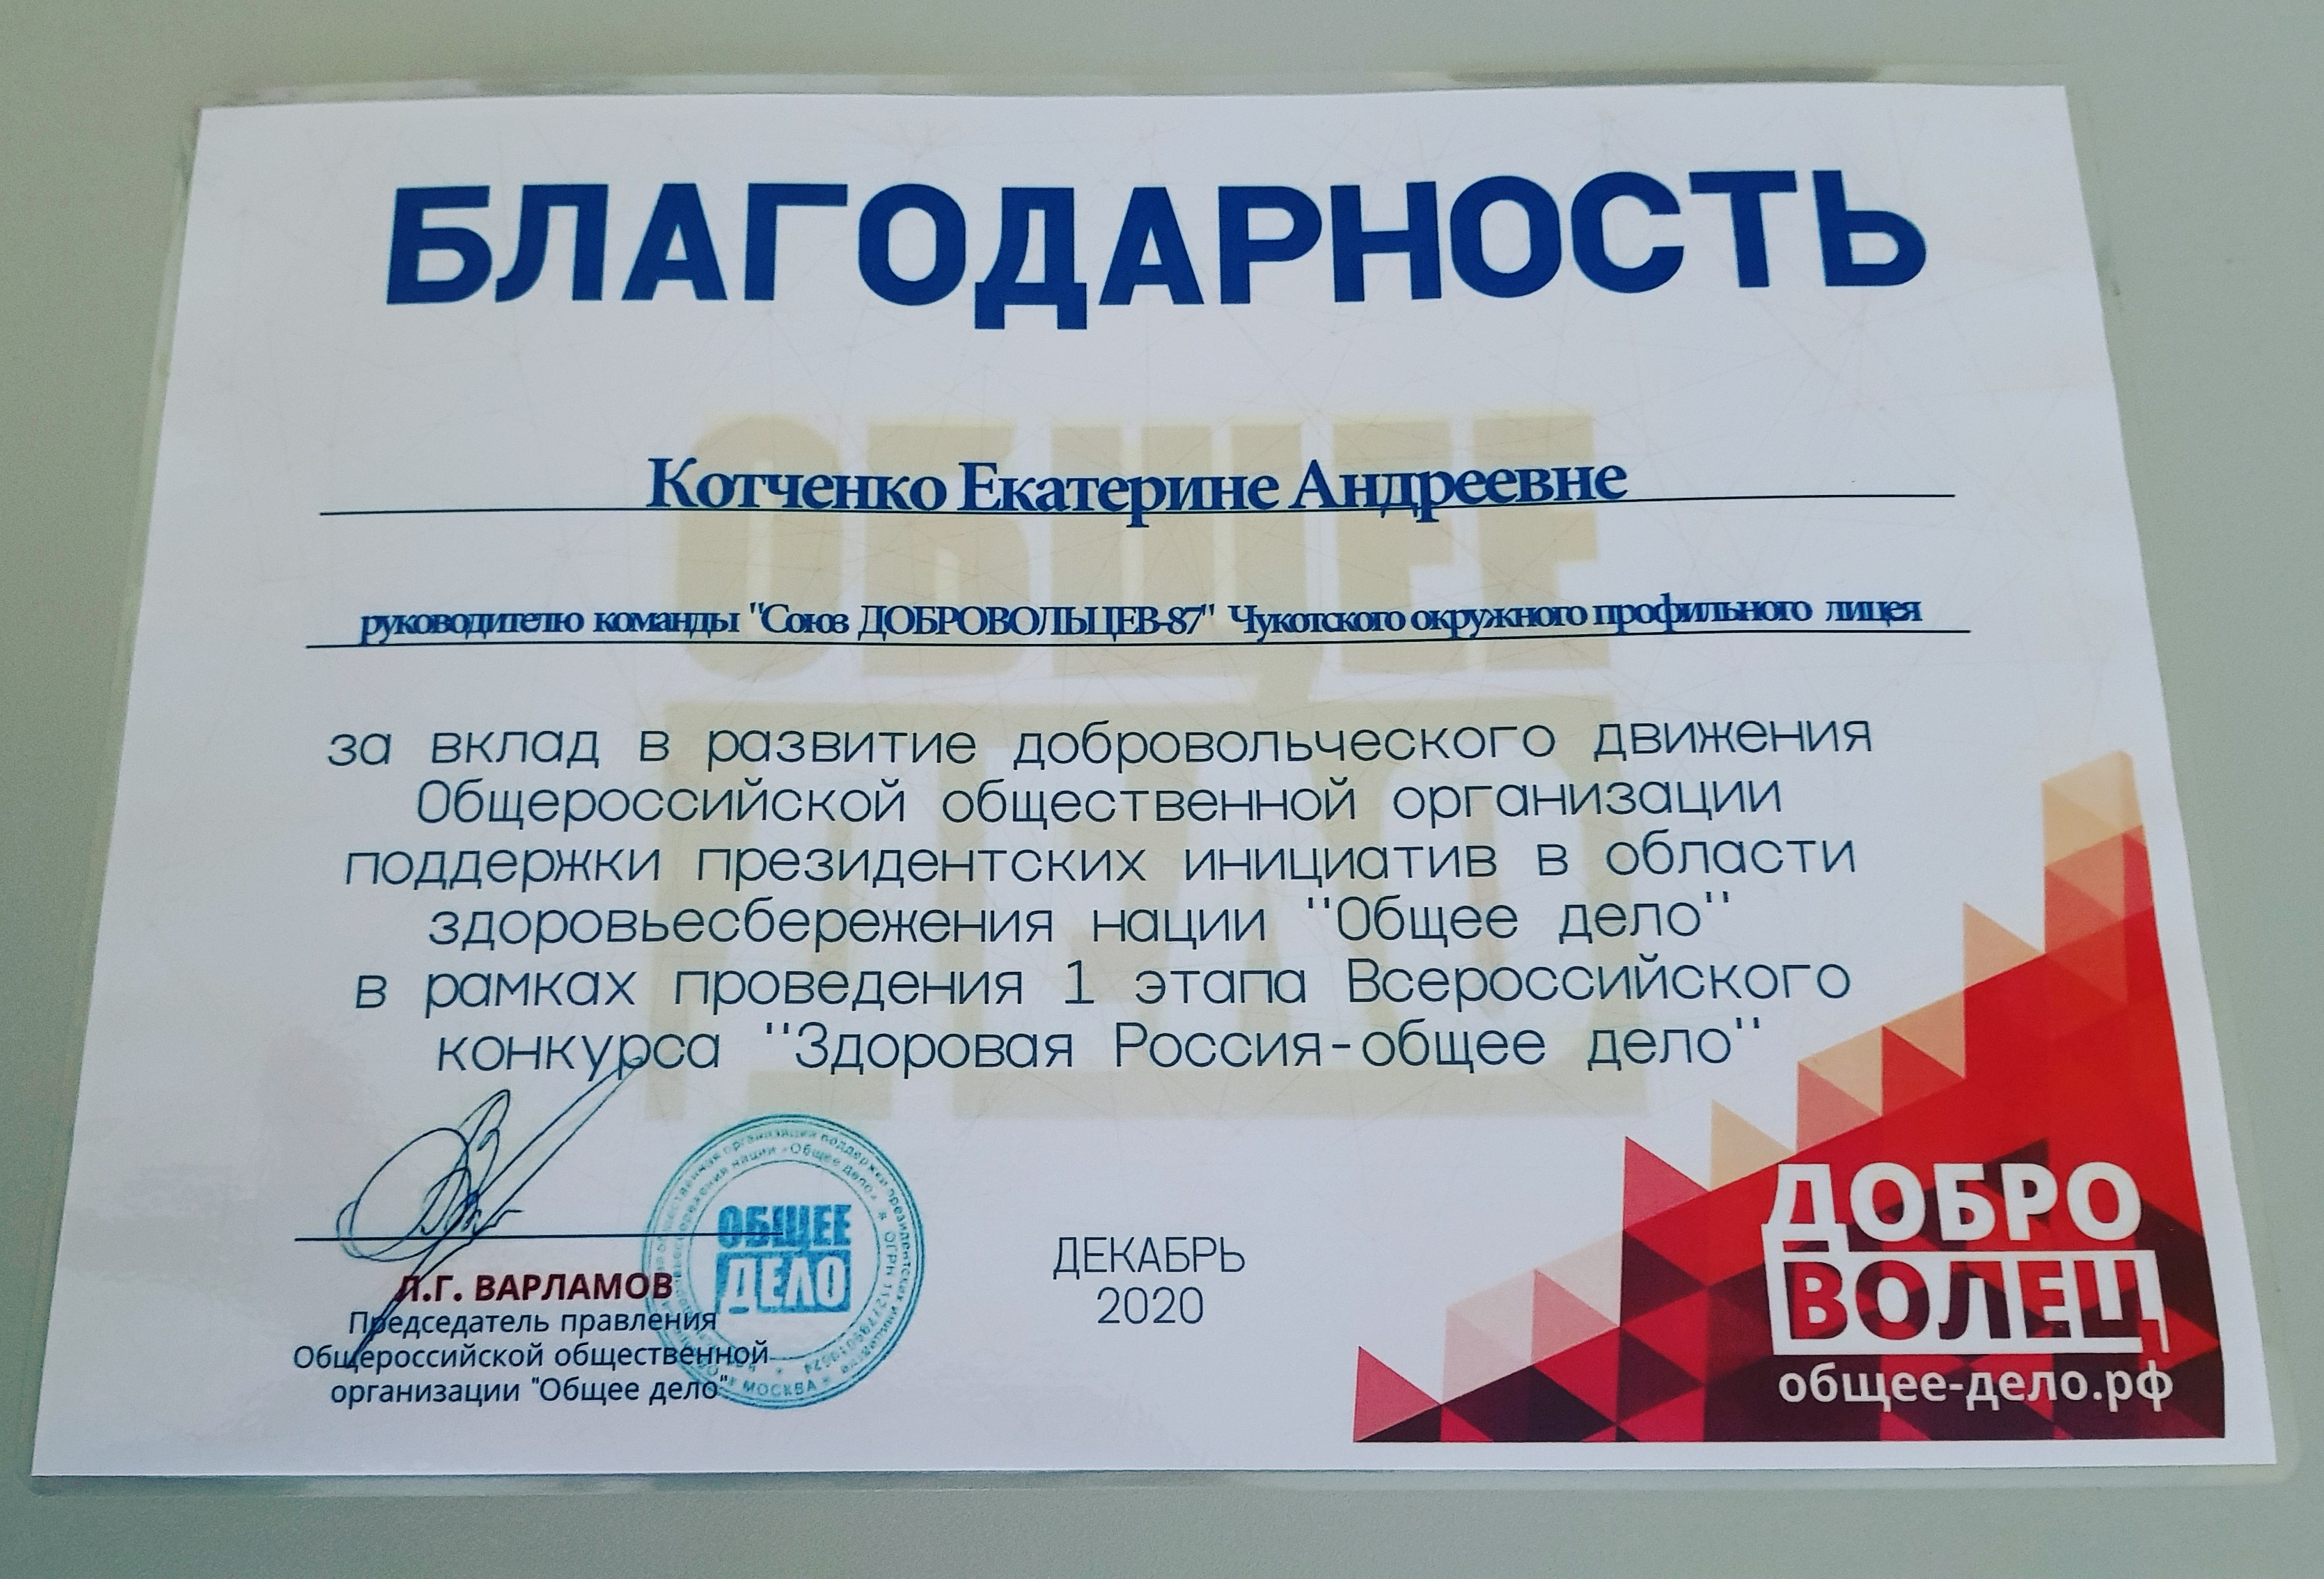 БЛАГОДАРНОСТЬ
ОБЩЕЕ
ДЕЛО
Котченко Екатерине Андреевне
руководителю команды "Союз ДОБРОВОЛЬЦЕВ-87" Чукотского окружного профильного лицея
за вклад в развитие добровольческого движения
Общероссийской общественной организации
поддержки президентских инициатив в области
здоровьесбережения нации "Общее дело"
в рамках проведения 1 этапа Всероссийского
конкурса "Здоровая Россия-общее дело"
ОБЩЕЕ
ДЕЛО
МОСКВА
Л.Г. ВАРЛАМОВ
Председатель правления
Общероссийской общественной
организации "Общее дело"
ДЕКАБРЬ
2020
ДОБРО
ВОЛЕЦ
общее-дело.рф